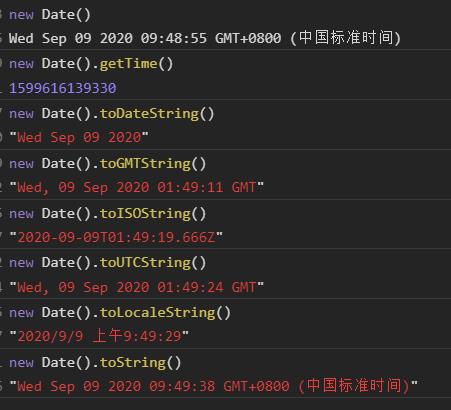 new Date()
Wed Sep 09 2020 09:48:55 GMT+0800 (中国标准时间)
new Date().getTime()
1599616139330
new Date().toDateString()
"Wed Sep 09 2020"
new Date().toGMTString()
"Wed, 09 Sep 2020 01:49:11 GMT"
new Date().toISOString()
"2020-09-09T01:49:19.666Z"
new Date().toUTCString()
"Wed, 09 Sep 2020 01:49:24 GMT"
new Date().toLocaleString()
"2020/9/9 上午9:49:29"
new Date().toString()
"Wed Sep 09 2020 09:49:38 GMT+0800 (中国标准时间)"